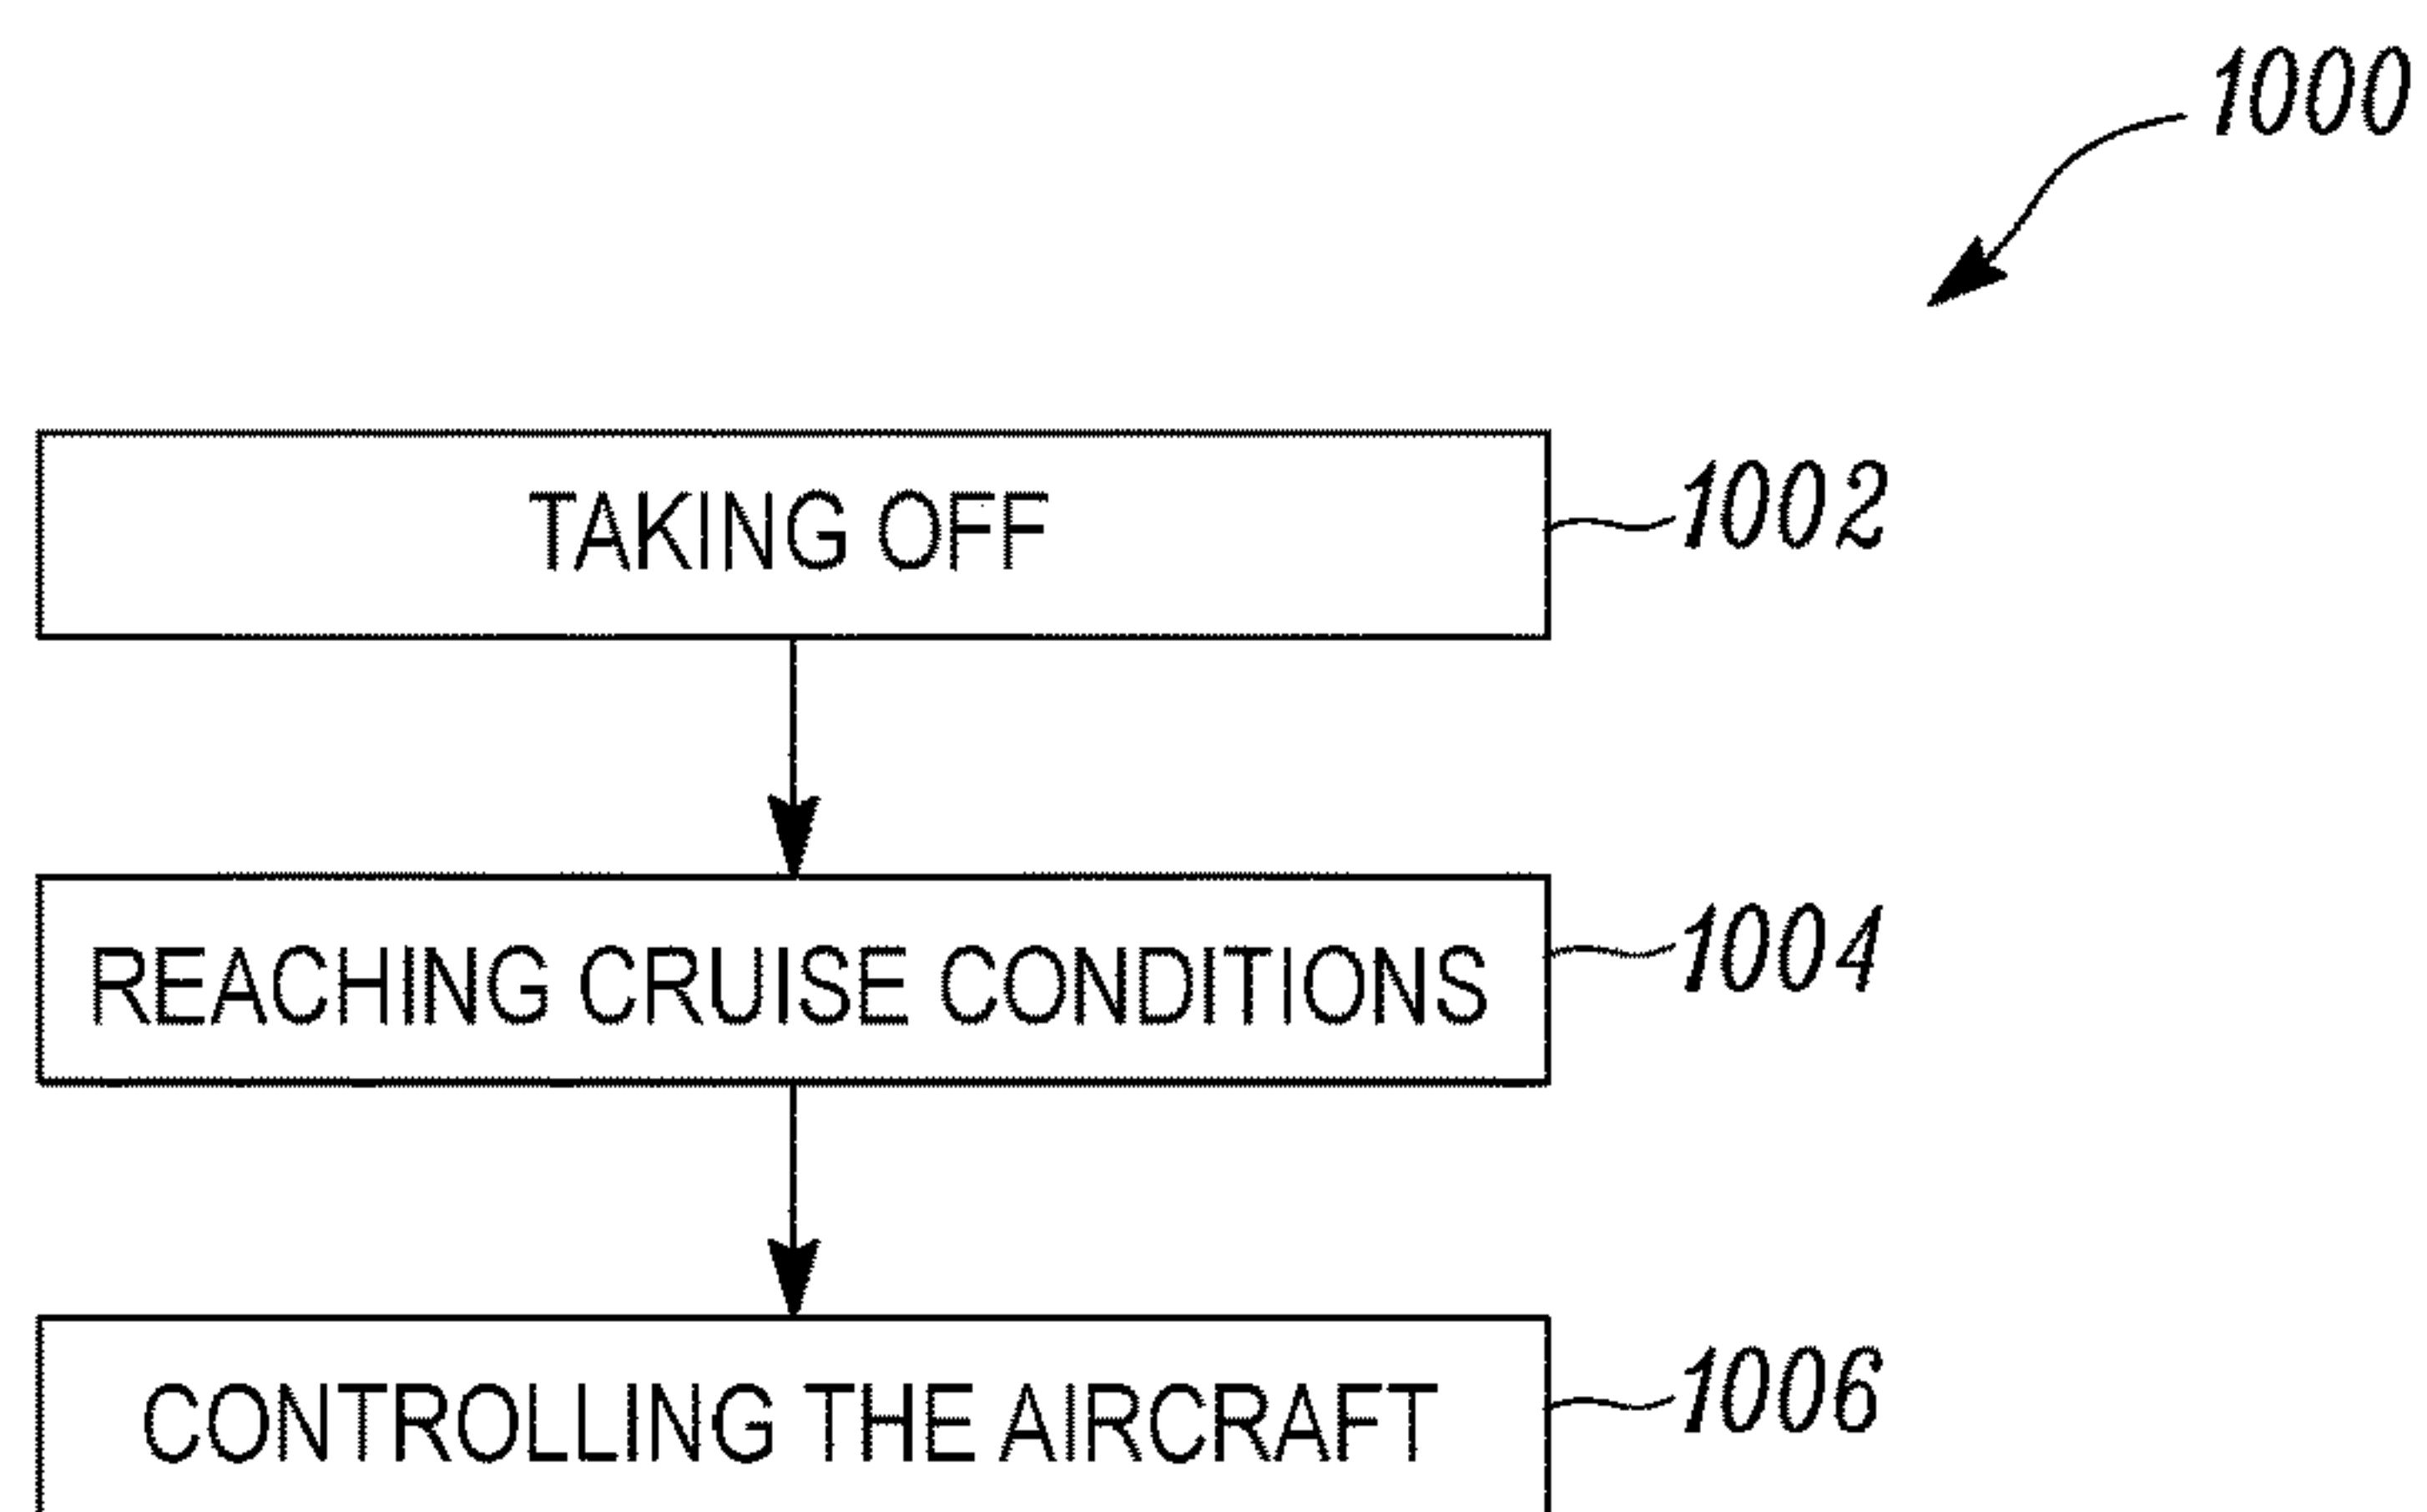 1000
TAKING OFF
1002
REACHING CRUISE CONDITIONS
1004
CONTROLLING THE AIRCRAFT
1006